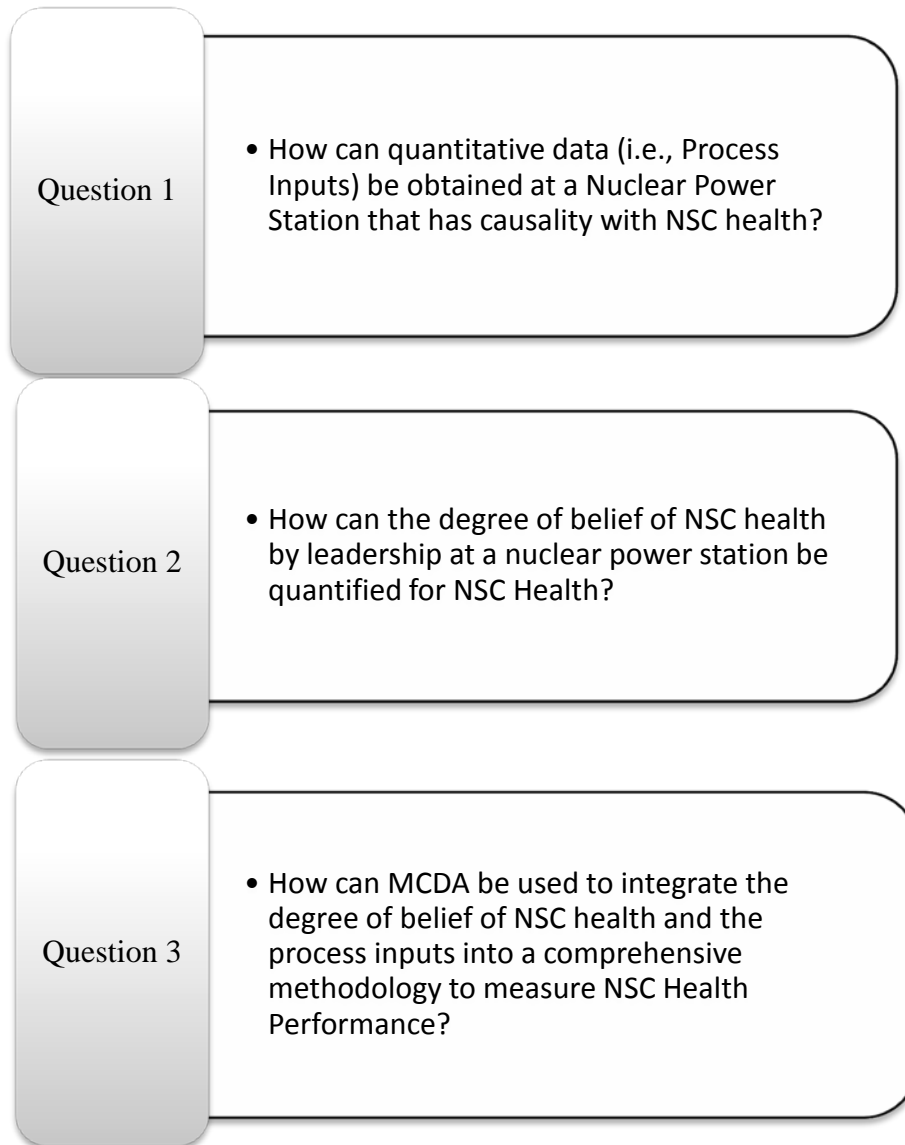 Question 1
• How can quantitative data (i.e., Process
Inputs) be obtained at a Nuclear Power
Station that has causality with NSC health?
Question 2
• How can the degree of belief of NSC health
by leadership at a nuclear power station be
quantified for NSC Health?
Question 3
• How can MCDA be used to integrate the
degree of belief of NSC health and the
process inputs into a comprehensive
methodology to measure NSC Health
Performance?